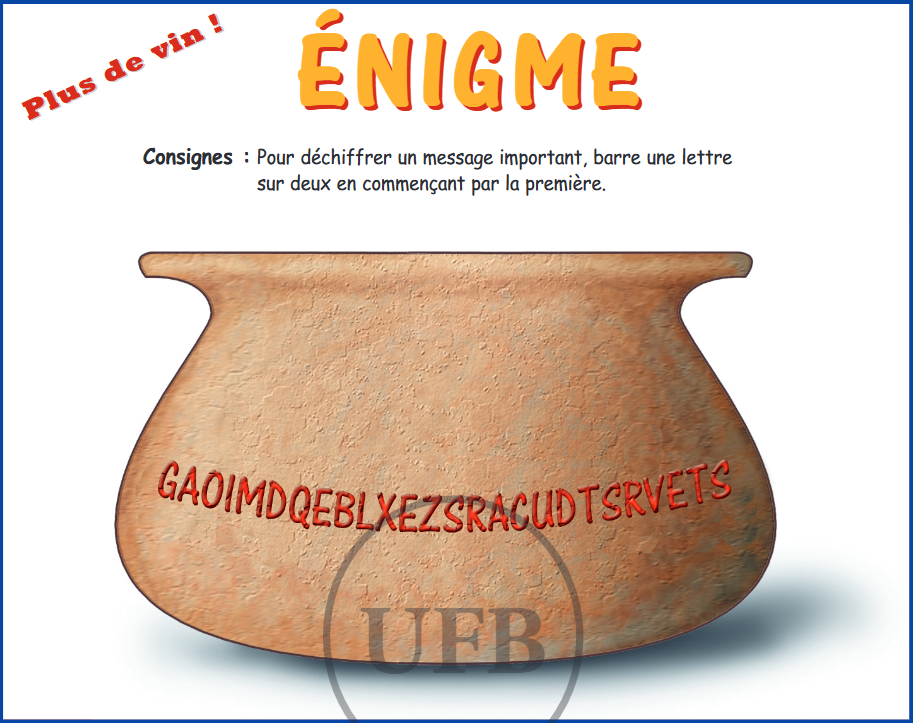 Plus de vin !
ÉNIGME
Consignes : Pour déchiffrer un message important, barre une lettre
sur deux en commençant par la première.
GAOIMDQEBLXEZSRACUDTSRVETS
UFB